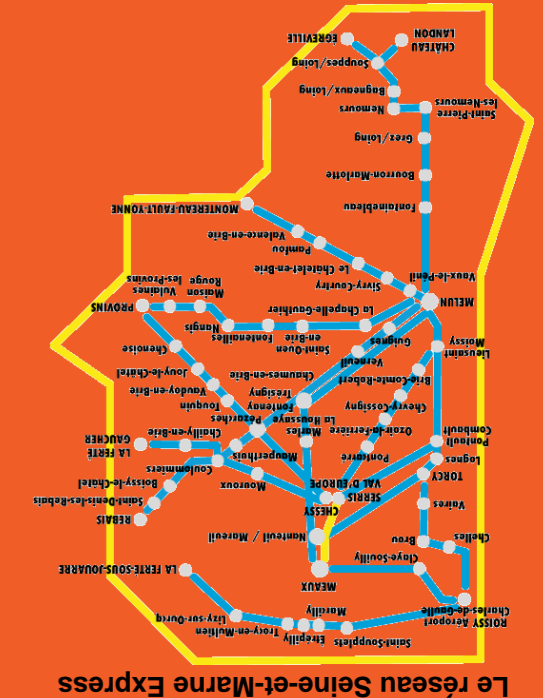 Le réseau Seine-et-Marne Express
Saint-Soupplets
Marcilly
Etrépilly
Trocy-en-Multien
Lizy-sur-Ourcq
ROISSY Aéroport
Charles-de-Gaulle
LA FERTÉ-SOUS-JOUARRE
MEAUX
Claye-Souilly
Chelles
Brou
Nanteuil / Mareuil
REBAIS
Saint-Denis-les-Rebais
Boissy-le-Chatel
CHESSY
SERRIS
VAL D'EUROPE
Vaires
TORCY
Lognes
Mouroux
Coulommiers
LA FERTÉ
GAUCHER
Chailly-en-Brie
Mauperthuis
Pontcarré
Pontault
Combault
Ozoir-la-Ferrière
Marles
La Houssaye
Fontenay
Trésigny
Pézarches
Touquin
Chevry-Cossigny
Vaudoy-en-Brie
Brie-Comte-Robert
Chaumes-en-Brie
Jouy-le-Châtel
Verneuil
Lieusaint
Moissy
Chenoise
Guignes
Saint-Ouen
en-Brie
Fontenailles
Nangis
La Chapelle-Gauthier
MELUN
PROVINS
Vulaines
les-Provins
Maison
Rouge
Vaux-le-Pénil
Sivry-Courtry
Le Chatelet-en-Brie
Pamfou
Valence-en-Brie
MONTEREAU-FAULT-YONNE
Fontainebleau
Bourron-Marlotte
Grez/Loing
Saint-Pierre
les-Nemours
Nemours
Bagneaux/Loing
Souppes/Loing
CHÂTEAU
LANDON
ÉGREVILLE